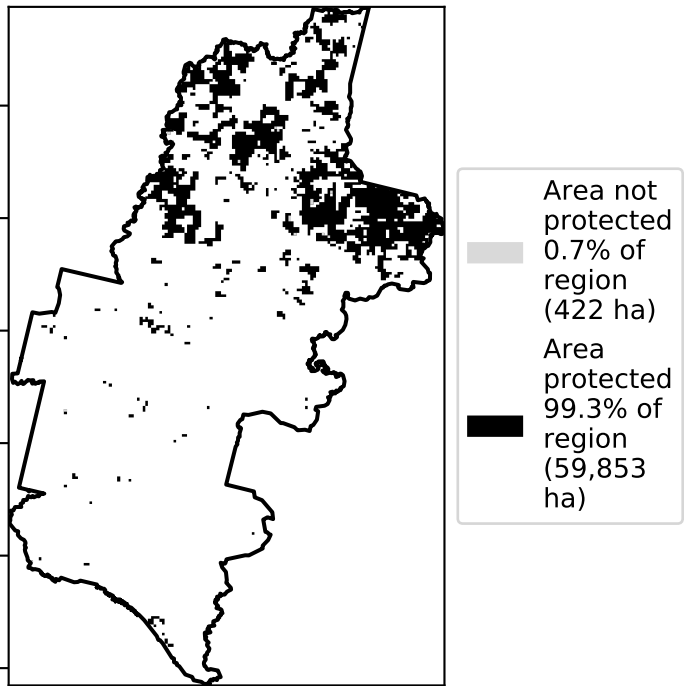 Area not
protected
0.7% of
region
(422 ha)
Area
protected
99.3% of
region
(59,853
ha)